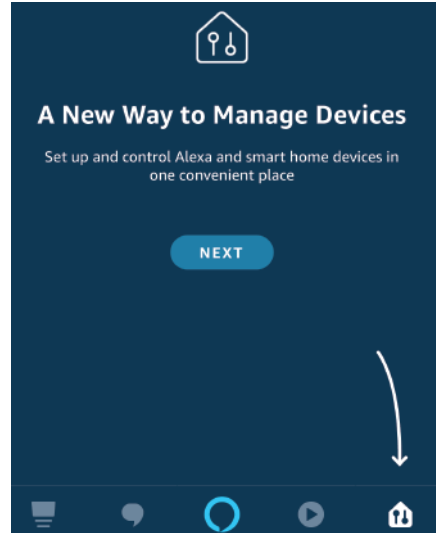 A New Way to Manage Devices
Set up and control Alexa and smart home devices in
one convenient place
NEXT